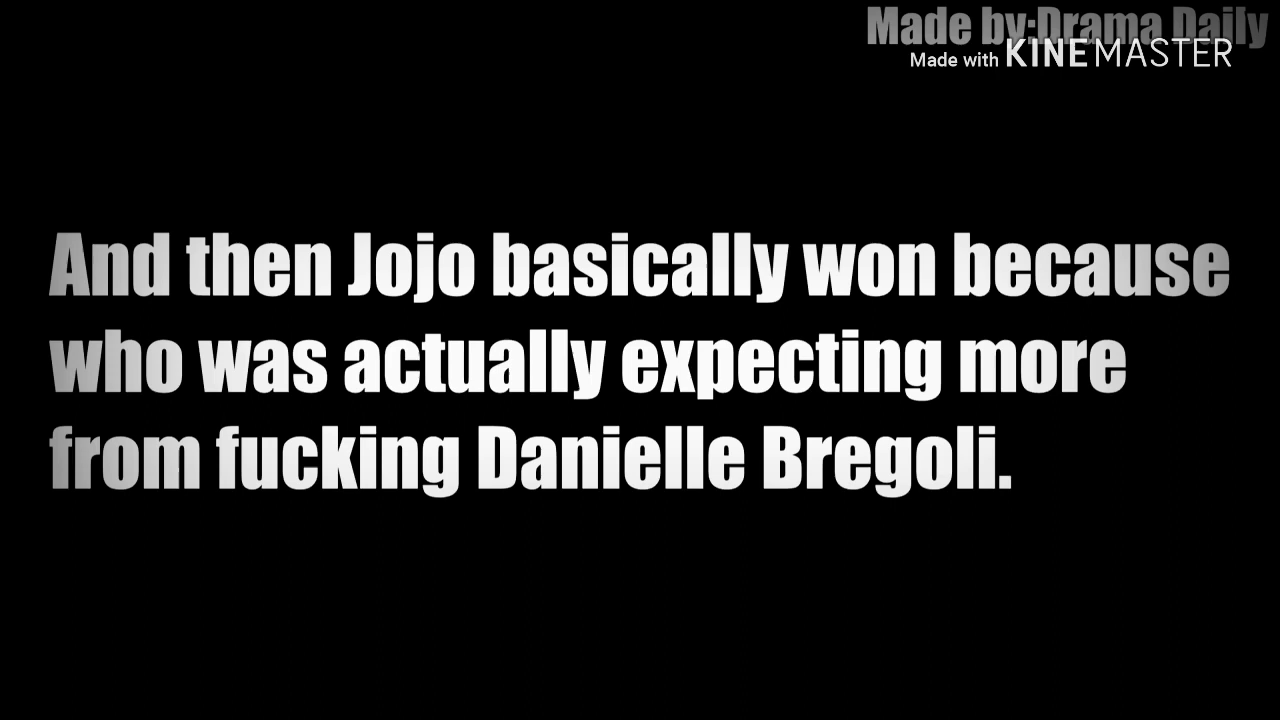 Made by:Drama Daily
Made with KINEMASTER
And then Jojo basically won because
who was actually expecting more
from fucking Danielle Bregoli.